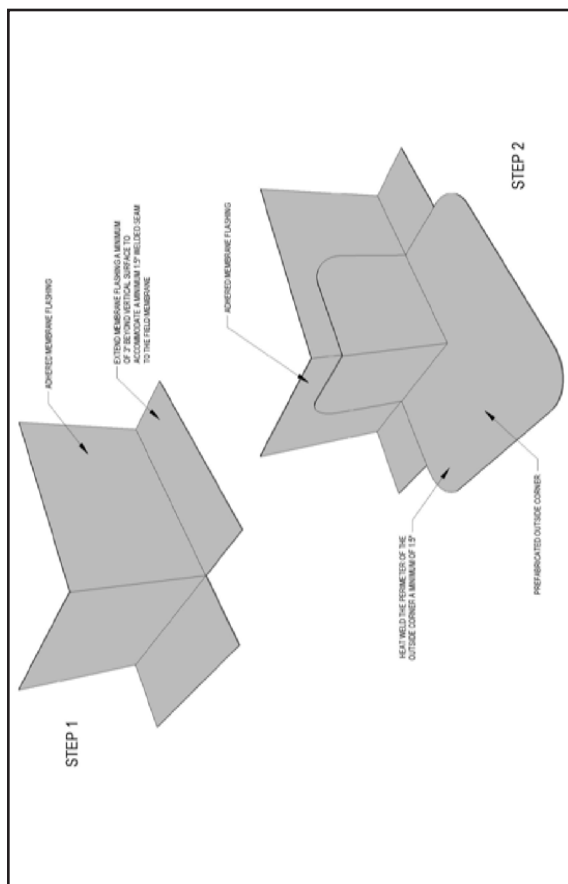 STEP 1
ADHERED MEMBRANE FLASHING
EXTEND MEMBRANE FLASHING A MINIMUM
OF 3" BEYOND VERTICAL SURFACE TO
ACCOMMODATE A MINIMUM 1.5" WELDED SEAM
TO THE FIELD MEMBRANE
STEP 2
ADHERED MEMBRANE FLASHING
HEAT WELD THE PERIMETER OF THE
OUTSIDE CORNER A MINIMUM OF 1.5"
PREFABRICATED OUTSIDE CORNER